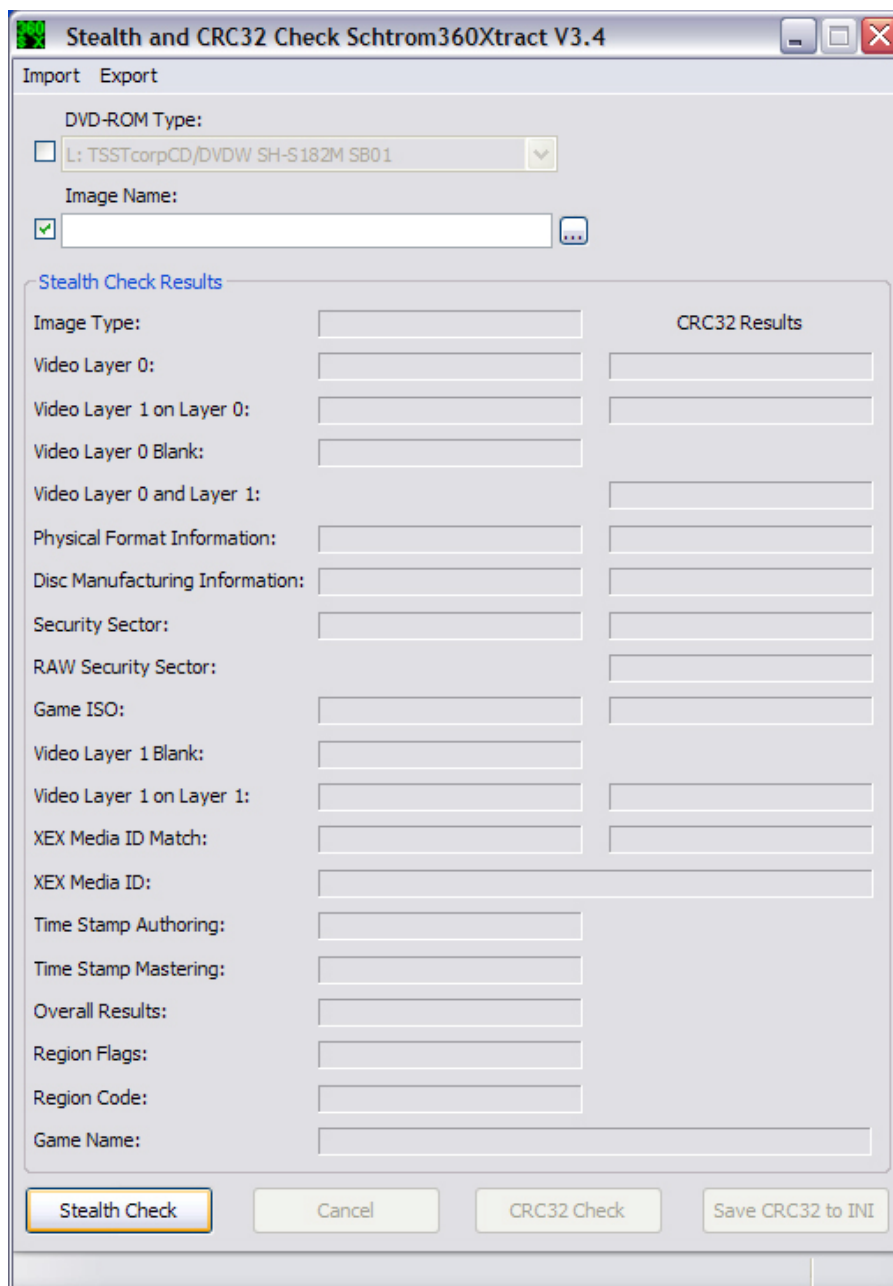 Stealth and CRC32 Check Schtrom360Xtract V3.4
Import Export
DVD-ROM Type:
L: TSSTcorpCD/DVDW SH-S182M SB01
Image Name:
...
Stealth Check Results
Image Type: CRC32 Results
Video Layer 0:
Video Layer 1 on Layer 0:
Video Layer 0 Blank:
Video Layer 0 and Layer 1:
Physical Format Information:
Disc Manufacturing Information:
Security Sector:
RAW Security Sector:
Game ISO:
Video Layer 1 Blank:
Video Layer 1 on Layer 1:
XEX Media ID Match:
XEX Media ID:
Time Stamp Authoring:
Time Stamp Mastering:
Overall Results:
Region Flags:
Region Code:
Game Name:
Stealth Check Cancel CRC32 Check Save CRC32 to INI